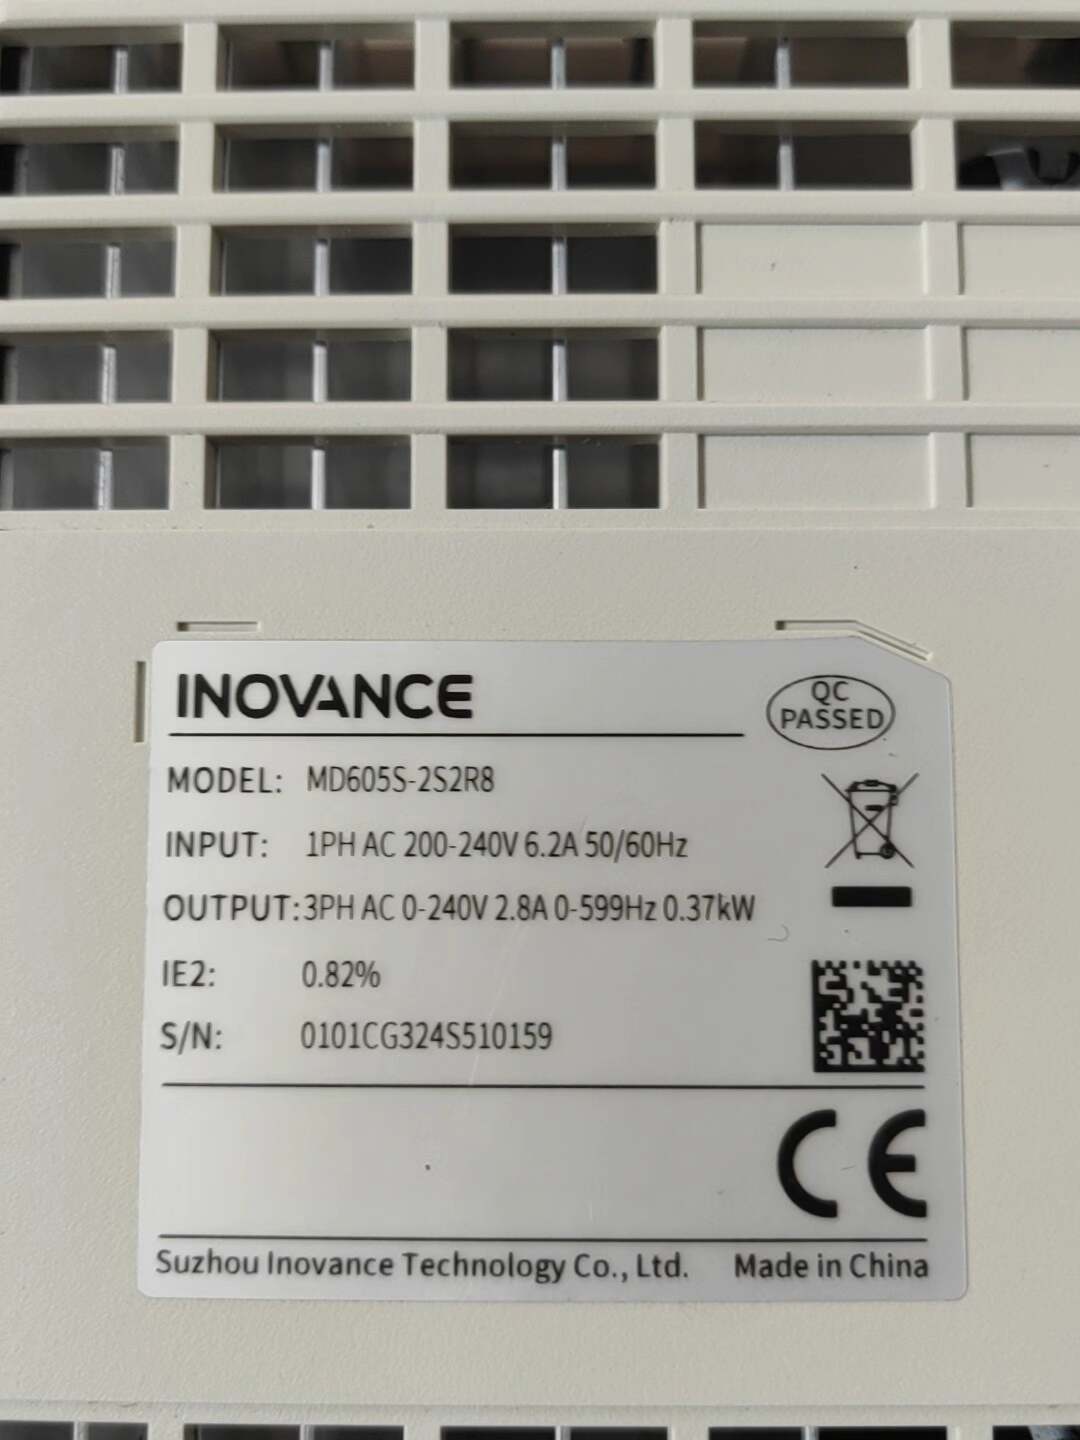 INOVANCE
QC
PASSED
MODEL: MD605S-2S2R8
INPUT: 1PH AC 200-240V 6.2A 50/60Hz
OUTPUT: 3PH AC 0-240V 2.8A 0-599Hz 0.37kW
IE2: 0.82%
S/N: 0101CG324S510159
CE
Suzhou Inovance Technology Co., Ltd. Made in China